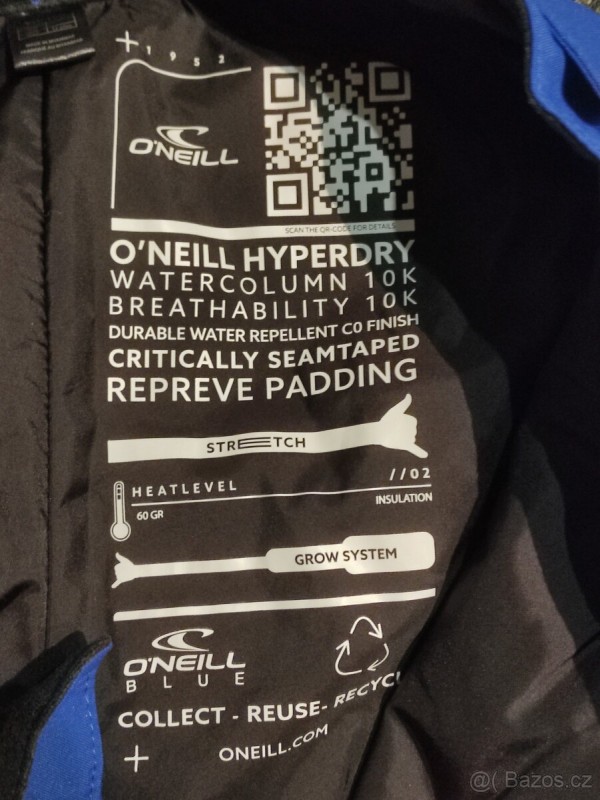 +1952
O'NEILL
SCAN THE QR-CODE FOR DETAILS
O'NEILL HYPERDRY
WATERCOLUMN 10K
BREATHABILITY 10K
DURABLE WATER REPELLENT C0 FINISH
CRITICALLY SEAMTAPED
REPREVE PADDING
STRETCH
HEATLEVEL //02
60 GR INSULATION
GROW SYSTEM
O'NEILL
BLUE
COLLECT - REUSE- RECYCL
+ ONEILL.COM
@( Bazos.cz